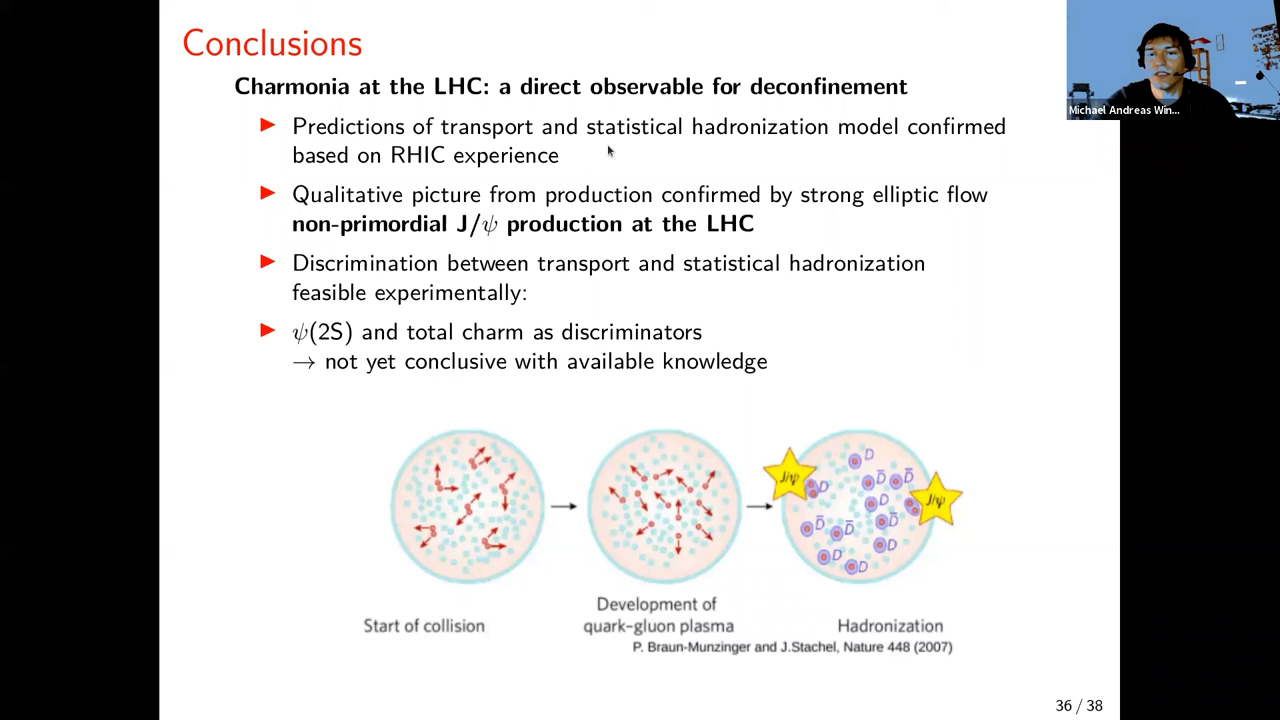 Conclusions
Charmonia at the LHC: a direct observable for deconfinement
▶ Predictions of transport and statistical hadronization model confirmed
based on RHIC experience
▶ Qualitative picture from production confirmed by strong elliptic flow
non-primordial J/ψ production at the LHC
▶ Discrimination between transport and statistical hadronization
feasible experimentally:
▶ ψ(2S) and total charm as discriminators
→ not yet conclusive with available knowledge
Michael Andreas Win...
J/ψ
D
D
D̄
D̄
D
J/ψ
D̄
D̄
D̄
D
D
D
Start of collision
Development of
quark–gluon plasma
Hadronization
P. Braun-Munzinger and J.Stachel, Nature 448 (2007)
36 / 38